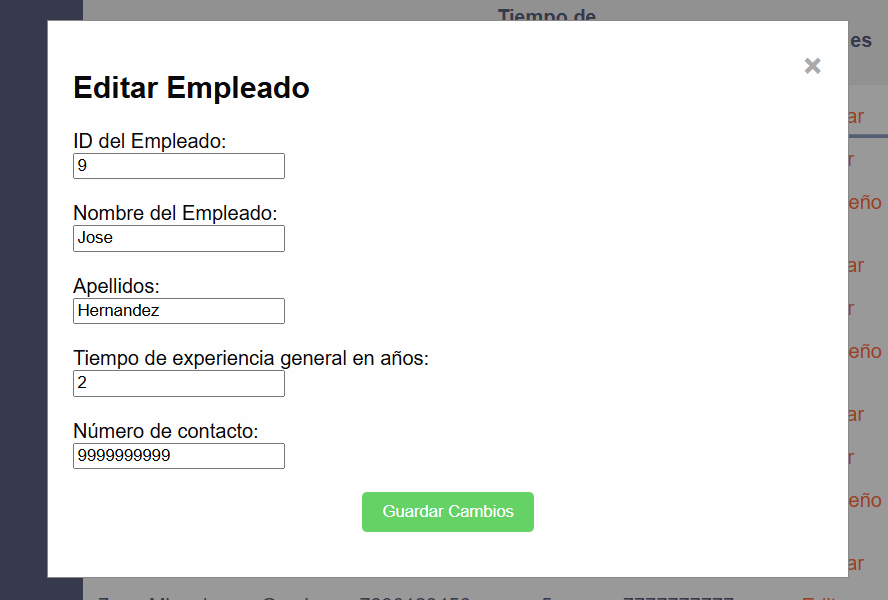 Tiempo de
es
Editar Empleado
×
ar
ID del Empleado:
9
r
eño
Nombre del Empleado:
Jose
ar
Apellidos:
Hernandez
r
eño
Tiempo de experiencia general en años:
2
ar
Número de contacto:
9999999999
r
eño
Guardar Cambios
ar